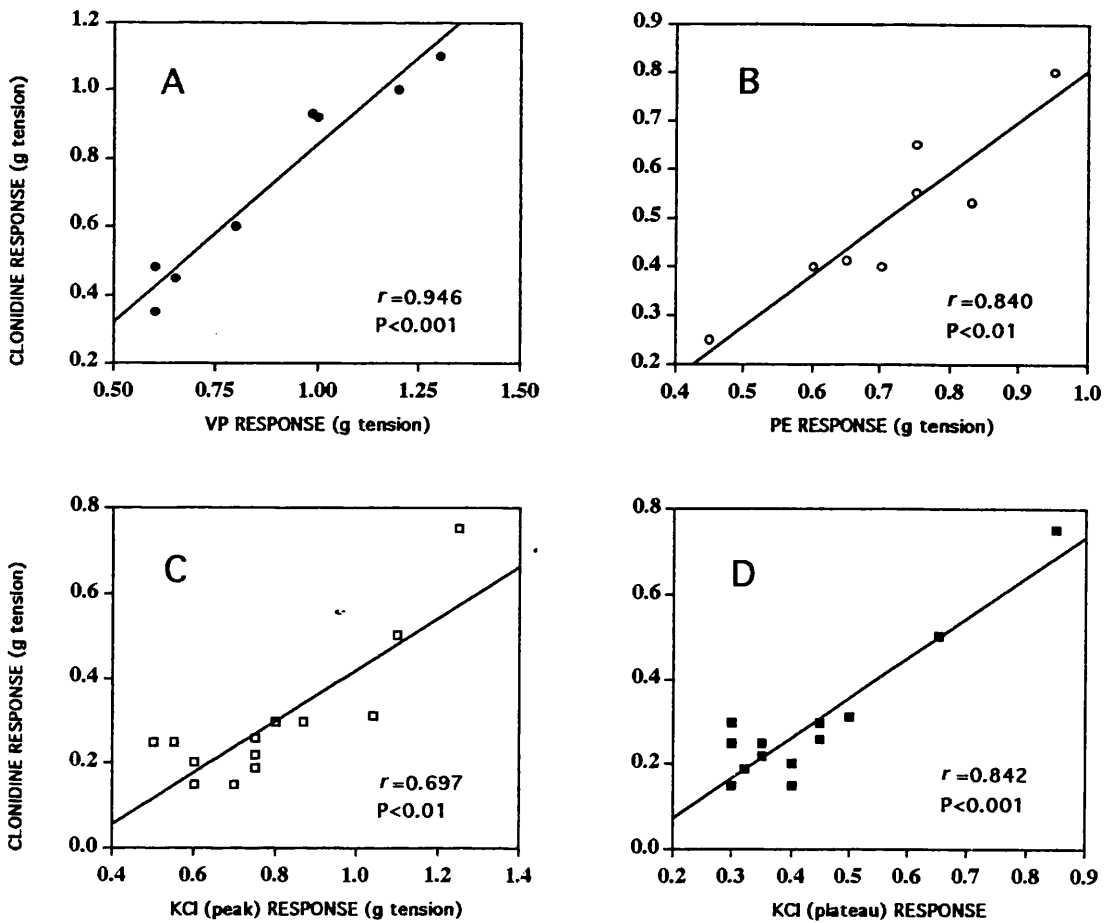 A
CLONIDINE RESPONSE (g tension)
1.2
1.0
0.8
0.6
0.4
0.2
r=0.946
P<0.001
0.50 0.75 1.00 1.25 1.50
VP RESPONSE (g tension)
B
0.9
0.8
0.7
0.6
0.5
0.4
0.3
0.2
r=0.840
P<0.01
0.4 0.5 0.6 0.7 0.8 0.9 1.0
PE RESPONSE (g tension)
C
CLONIDINE RESPONSE (g tension)
0.8
0.6
0.4
0.2
0.0
r=0.697
P<0.01
0.4 0.6 0.8 1.0 1.2 1.4
KCl (peak) RESPONSE (g tension)
D
0.8
0.6
0.4
0.2
0.0
r=0.842
P<0.001
0.2 0.3 0.4 0.5 0.6 0.7 0.8 0.9
KCl (plateau) RESPONSE